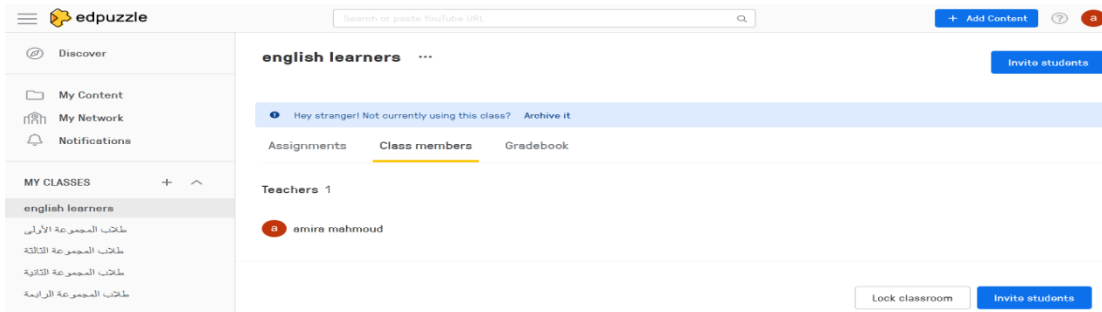 edpuzzle
Search or paste YouTube URL
+ Add Content
?
a
Discover
My Content
My Network
Notifications
MY CLASSES + ^
english learners
طلاب المجموعة الأولى
طلاب المجموعة الثالثة
طلاب المجموعة الثانية
طلاب المجموعة الرابعة
english learners ...
Invite students
Hey stranger! Not currently using this class? Archive it
Assignments Class members Gradebook
Teachers 1
a amira mahmoud
Lock classroom Invite students